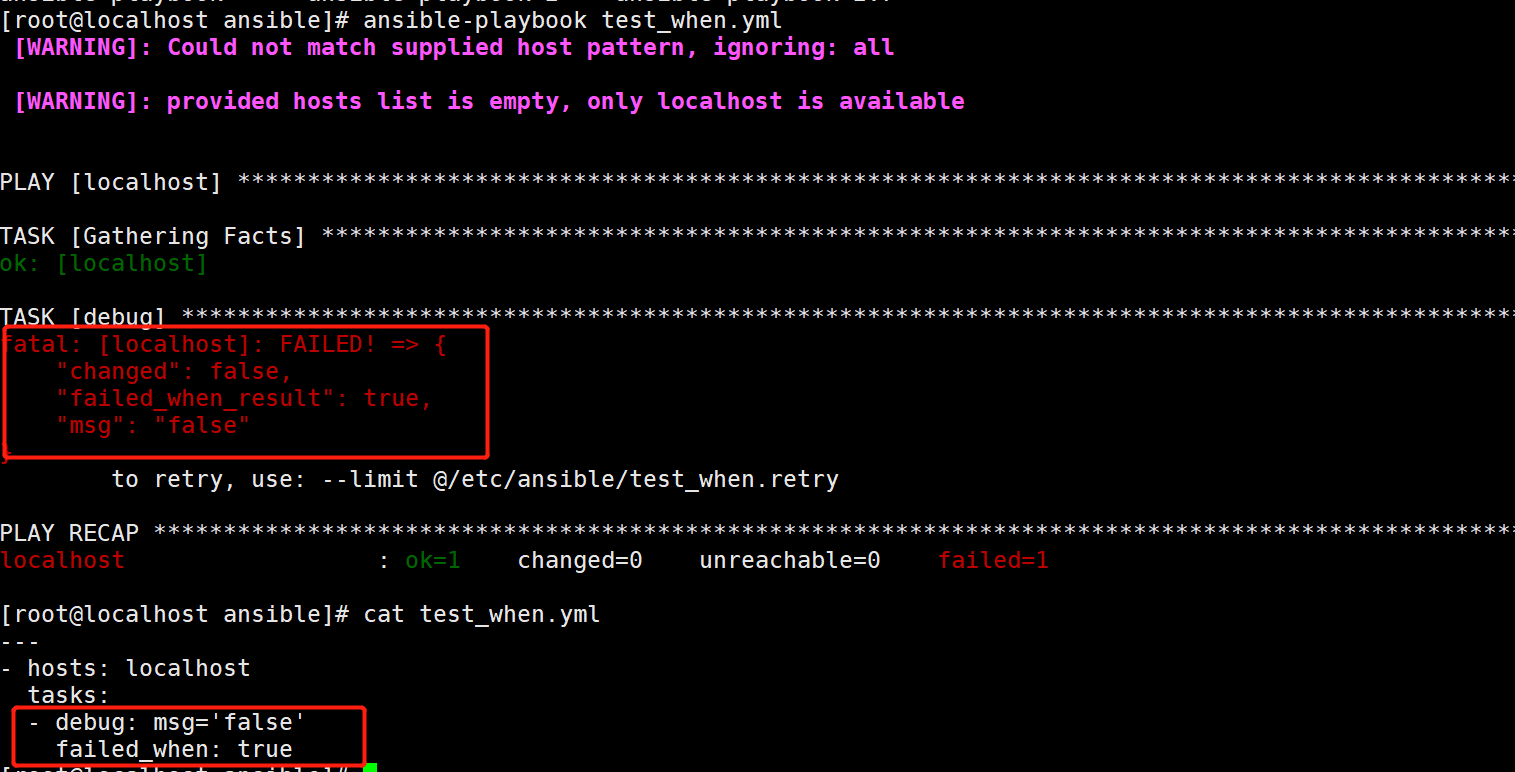 [root@localhost ansible]# ansible-playbook test_when.yml
[WARNING]: Could not match supplied host pattern, ignoring: all
[WARNING]: provided hosts list is empty, only localhost is available
PLAY [localhost] *******************************************************************************************
TASK [Gathering Facts] *************************************************************************************
ok: [localhost]
TASK [debug] ***********************************************************************************************
fatal: [localhost]: FAILED! => {
"changed": false,
"failed_when_result": true,
"msg": "false"
}
to retry, use: --limit @/etc/ansible/test_when.retry
PLAY RECAP *************************************************************************************************
localhost : ok=1 changed=0 unreachable=0 failed=1
[root@localhost ansible]# cat test_when.yml
---
- hosts: localhost
tasks:
- debug: msg='false'
failed_when: true
[root@localhost ansible]#